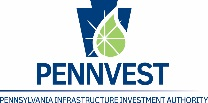 PENNVEST
PENNSYLVANIA INFRASTRUCTURE INVESTMENT AUTHORITY